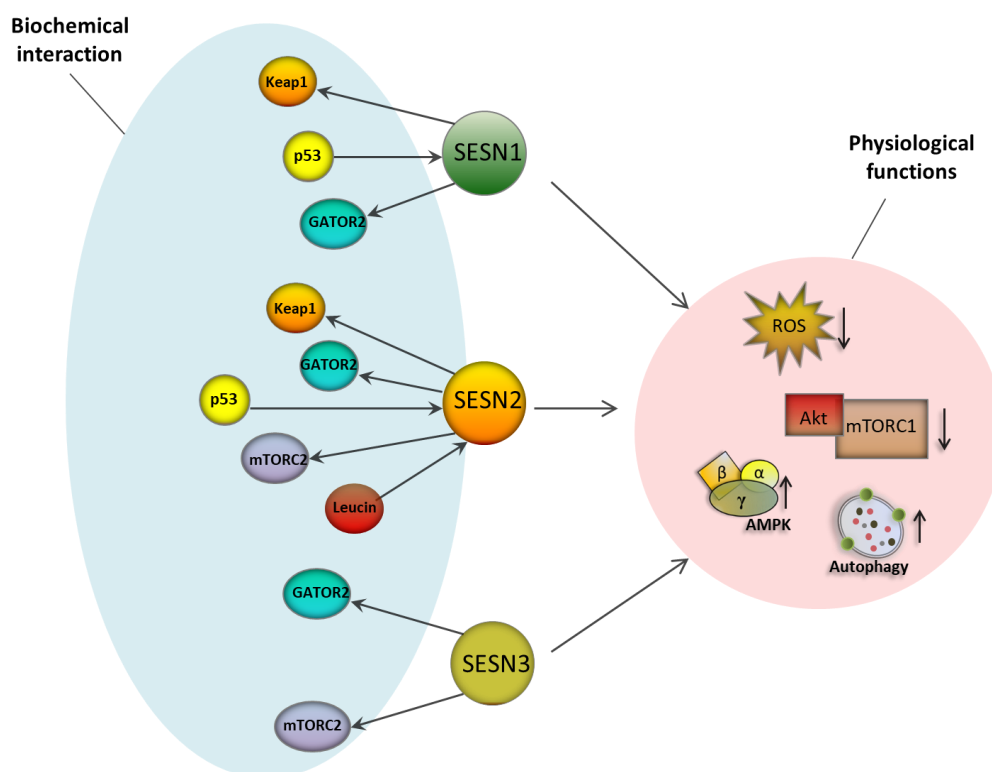 Biochemical
interaction
Keap1
p53
SESN1
GATOR2
Physiological
functions
Keap1
GATOR2
p53
SESN2
mTORC2
Leucin
ROS
Akt
mTORC1
β
α
γ
AMPK
Autophagy
GATOR2
SESN3
mTORC2